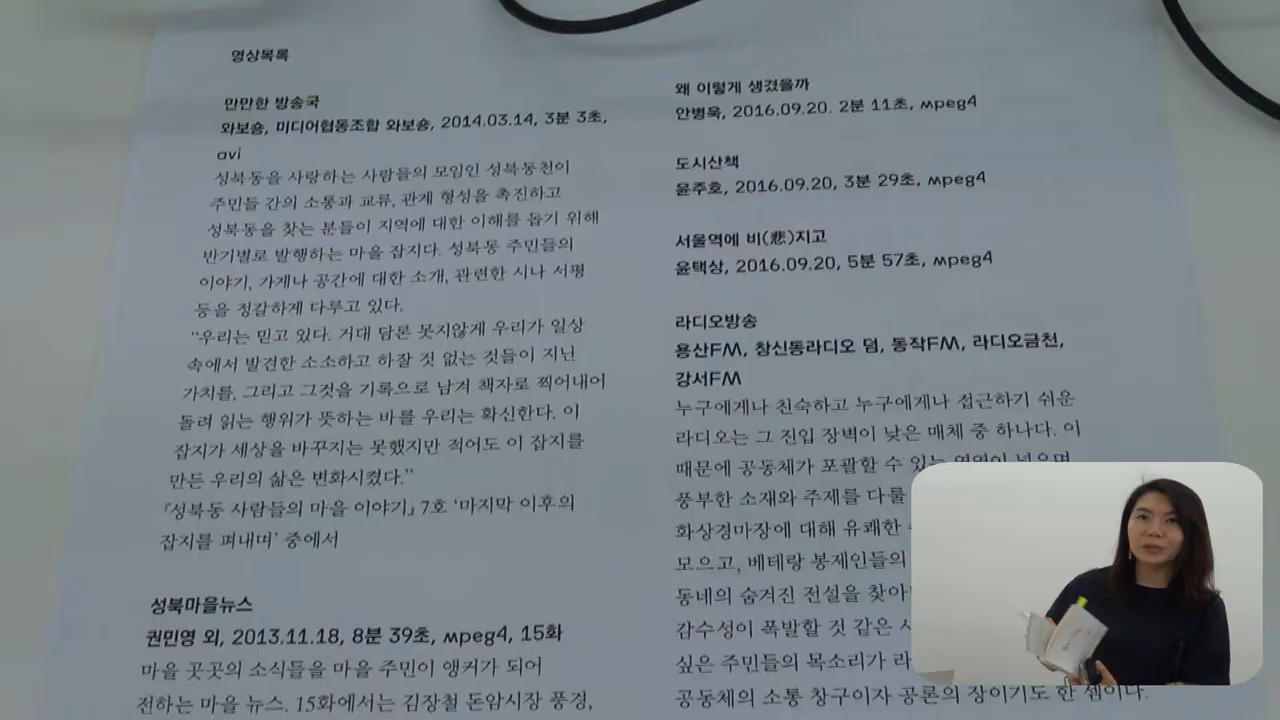 영상목록
만만한 방송국
와보숑, 미디어협동조합 와보숑, 2014.03.14, 3분 3초,
avi
성북동을 사랑하는 사람들의 모임인 성북동천이
주민들 간의 소통과 교류, 관계 형성을 촉진하고
성북동을 찾는 분들이 지역에 대한 이해를 돕기 위해
반기별로 발행하는 마을 잡지다. 성북동 주민들의
이야기, 가게나 공간에 대한 소개, 관련한 시나 서평
등을 정갈하게 다루고 있다.
“우리는 믿고 있다. 거대 담론 못지않게 우리가 일상
속에서 발견한 소소하고 하잘 것 없는 것들이 지닌
가치를, 그리고 그것을 기록으로 남겨 책자로 찍어내어
돌려 읽는 행위가 뜻하는 바를 우리는 확신한다. 이
잡지가 세상을 바꾸지는 못했지만 적어도 이 잡지를
만든 우리의 삶은 변화시켰다.”
『성북동 사람들의 마을 이야기』 7호 ‘마지막 이후의
잡지를 펴내며’ 중에서
성북마을뉴스
권민영 외, 2013.11.18, 8분 39초, mpeg4, 15화
마을 곳곳의 소식들을 마을 주민이 앵커가 되어
전하는 마을 뉴스. 15화에서는 김장철 돈암시장 풍경,
왜 이렇게 생겼을까
안병욱, 2016.09.20. 2분 11초, mpeg4
도시산책
윤주호, 2016.09.20, 3분 29초, mpeg4
서울역에 비(悲)지고
윤택상, 2016.09.20, 5분 57초, mpeg4
라디오방송
용산FM, 창신동라디오 덤, 동작FM, 라디오금천,
강서FM
누구에게나 친숙하고 누구에게나 접근하기 쉬운
라디오는 그 진입 장벽이 낮은 매체 중 하나다. 이
때문에 공동체가 포괄할 수 있는 영역이 넓으며
풍부한 소재와 주제를 다룰
화상경마장에 대해 유쾌한
모으고, 베테랑 봉제인들의
동네의 숨겨진 전설을 찾아
감수성이 폭발할 것 같은
싶은 주민들의 목소리가
공동체의 소통 창구이자 공론의 장이기도 한 셈이다.